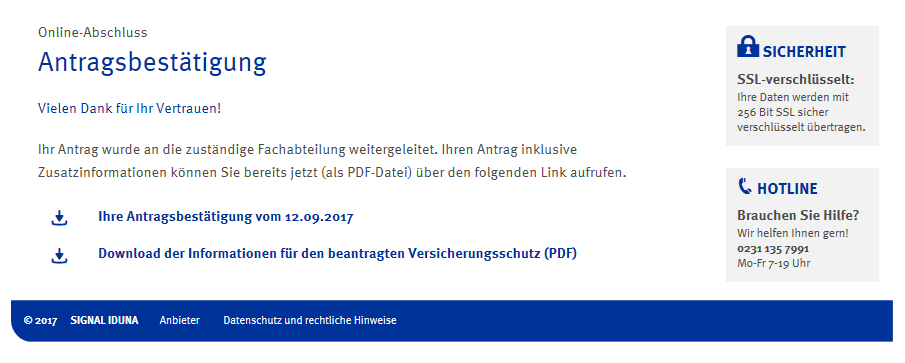 Online-Abschluss
Antragsbestätigung
Vielen Dank für Ihr Vertrauen!
Ihr Antrag wurde an die zuständige Fachabteilung weitergeleitet. Ihren Antrag inklusive
Zusatzinformationen können Sie bereits jetzt (als PDF-Datei) über den folgenden Link aufrufen.
Ihre Antragsbestätigung vom 12.09.2017
Download der Informationen für den beantragten Versicherungsschutz (PDF)
SICHERHEIT
SSL-verschlüsselt:
Ihre Daten werden mit
256 Bit SSL sicher
verschlüsselt übertragen.
HOTLINE
Brauchen Sie Hilfe?
Wir helfen Ihnen gern!
0231 135 7991
Mo-Fr 7-19 Uhr
© 2017 SIGNAL IDUNA Anbieter Datenschutz und rechtliche Hinweise